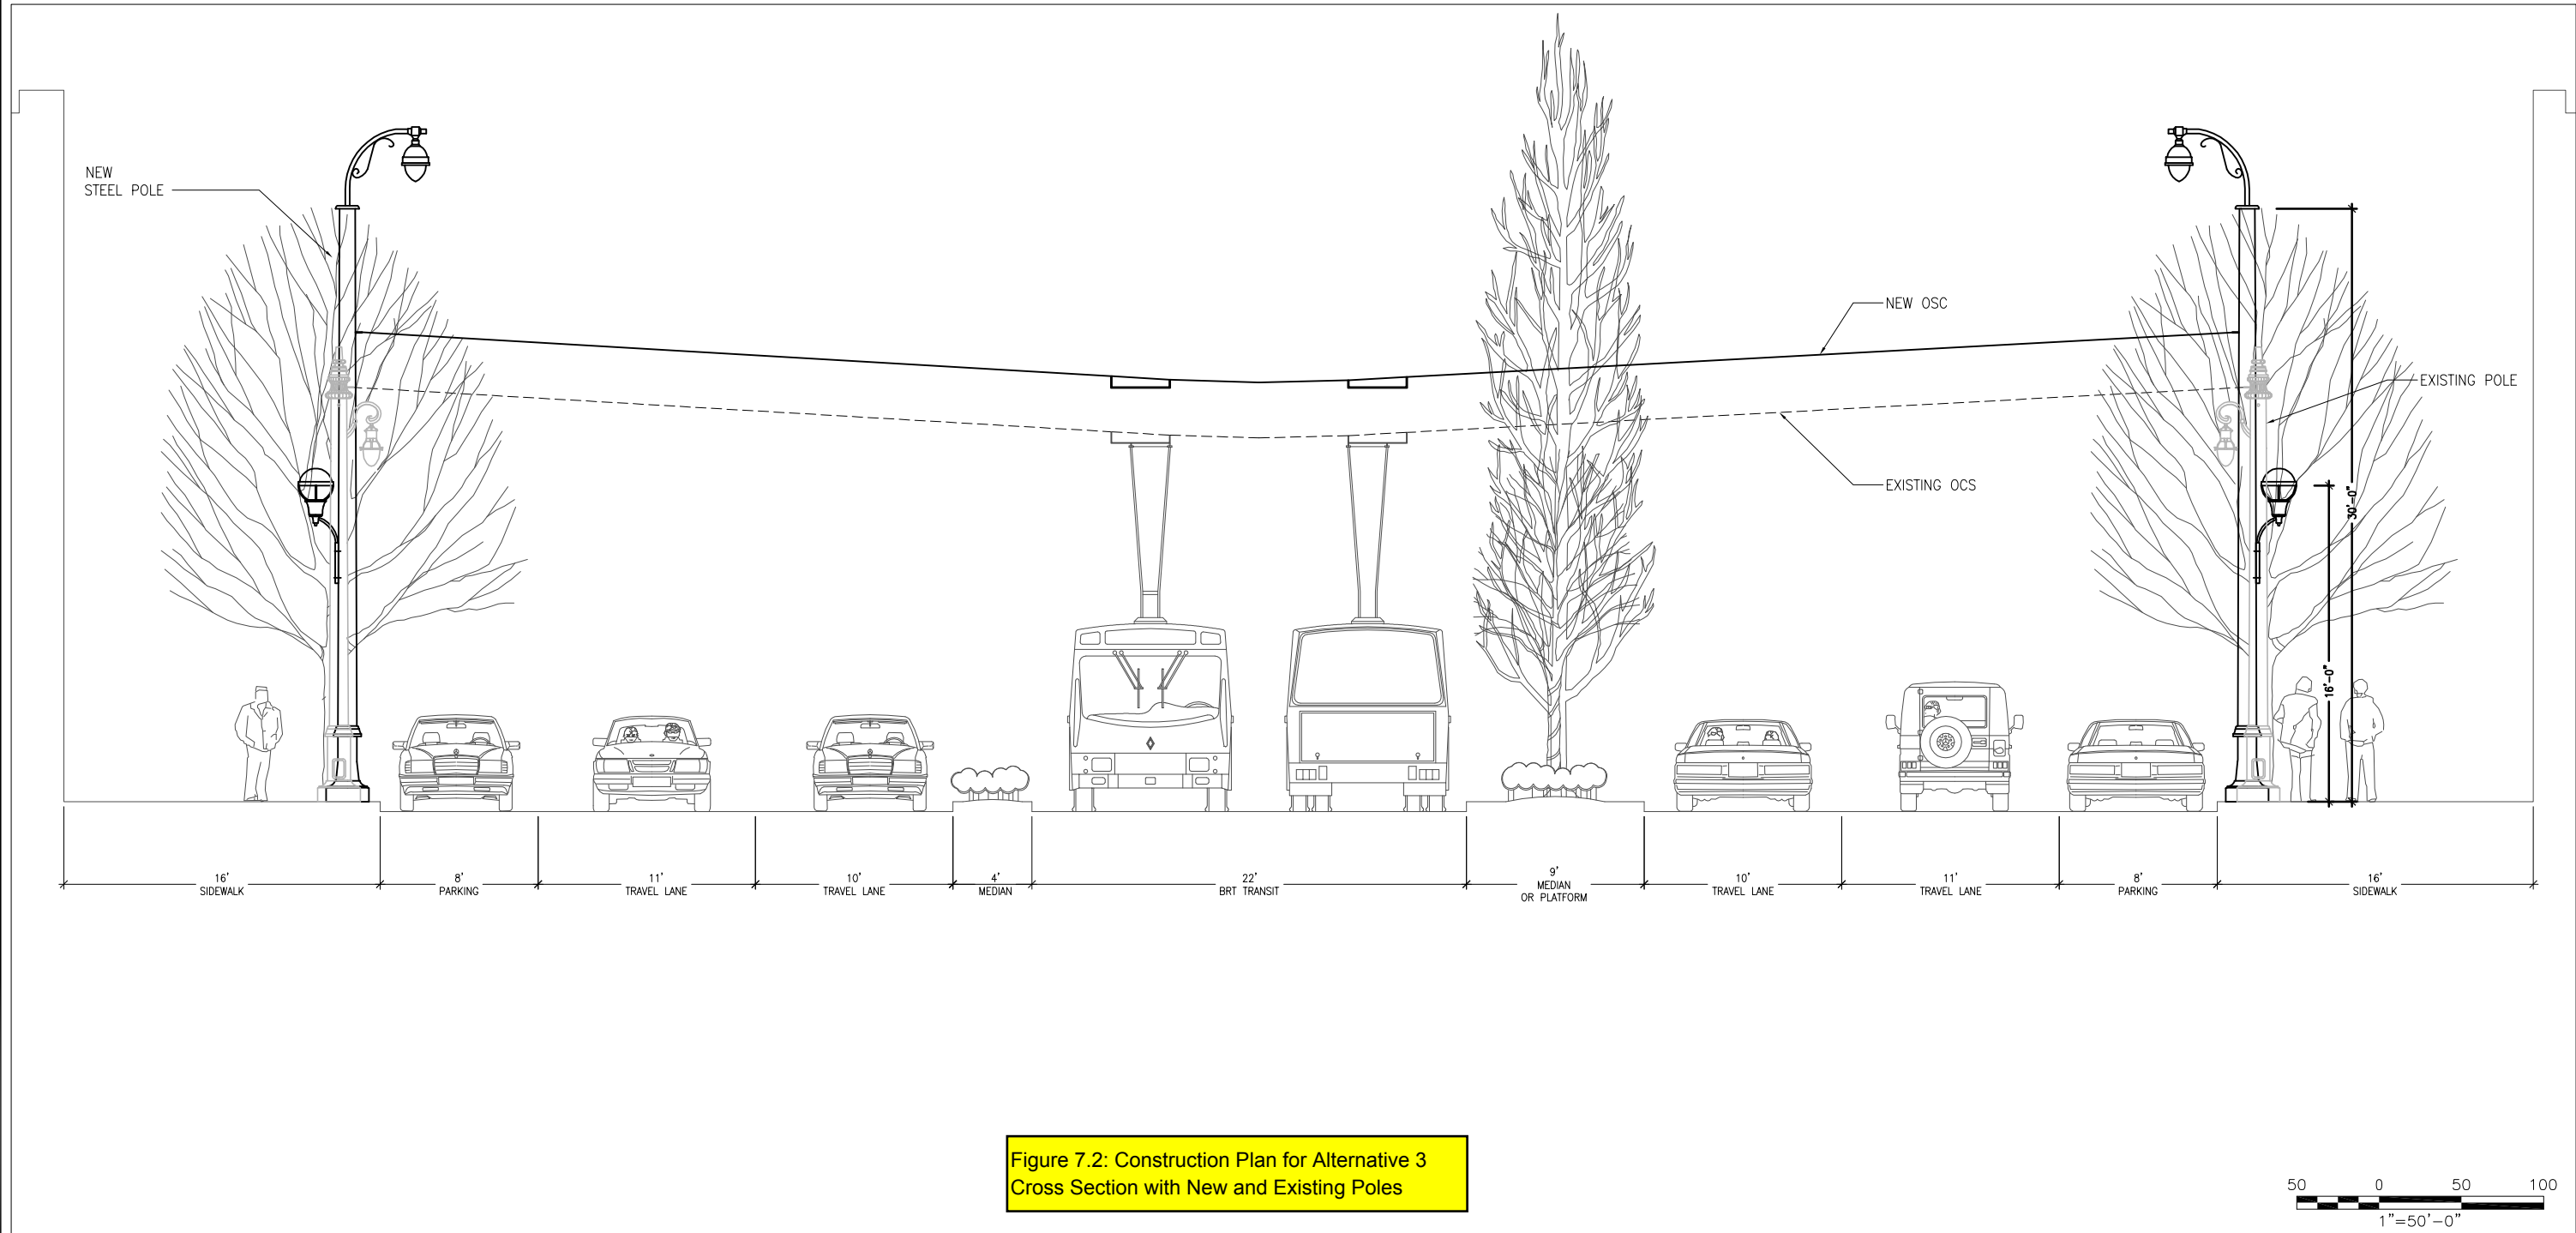 NEW
STEEL POLE
NEW OSC
EXISTING POLE
EXISTING OCS
30'-0"
16'-0"
16'
SIDEWALK
8'
PARKING
11'
TRAVEL LANE
10'
TRAVEL LANE
4'
MEDIAN
22'
BRT TRANSIT
9'
MEDIAN
OR PLATFORM
10'
TRAVEL LANE
11'
TRAVEL LANE
8'
PARKING
16'
SIDEWALK
Figure 7.2: Construction Plan for Alternative 3
Cross Section with New and Existing Poles
50 0 50 100
1"=50'-0"